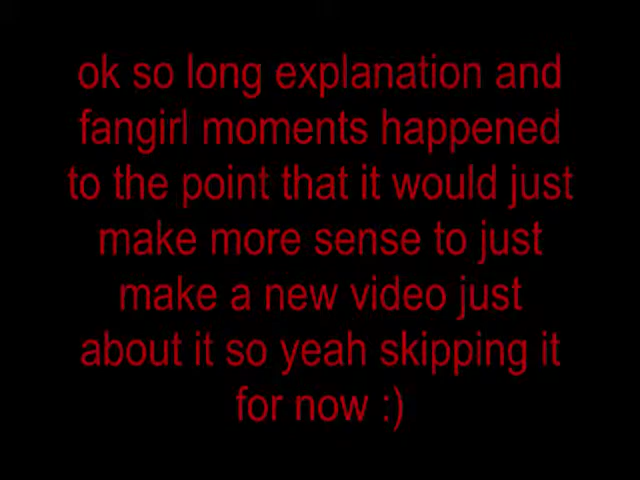 ok so long explanation and
fangirl moments happened
to the point that it would just
make more sense to just
make a new video just
about it so yeah skipping it
for now :)